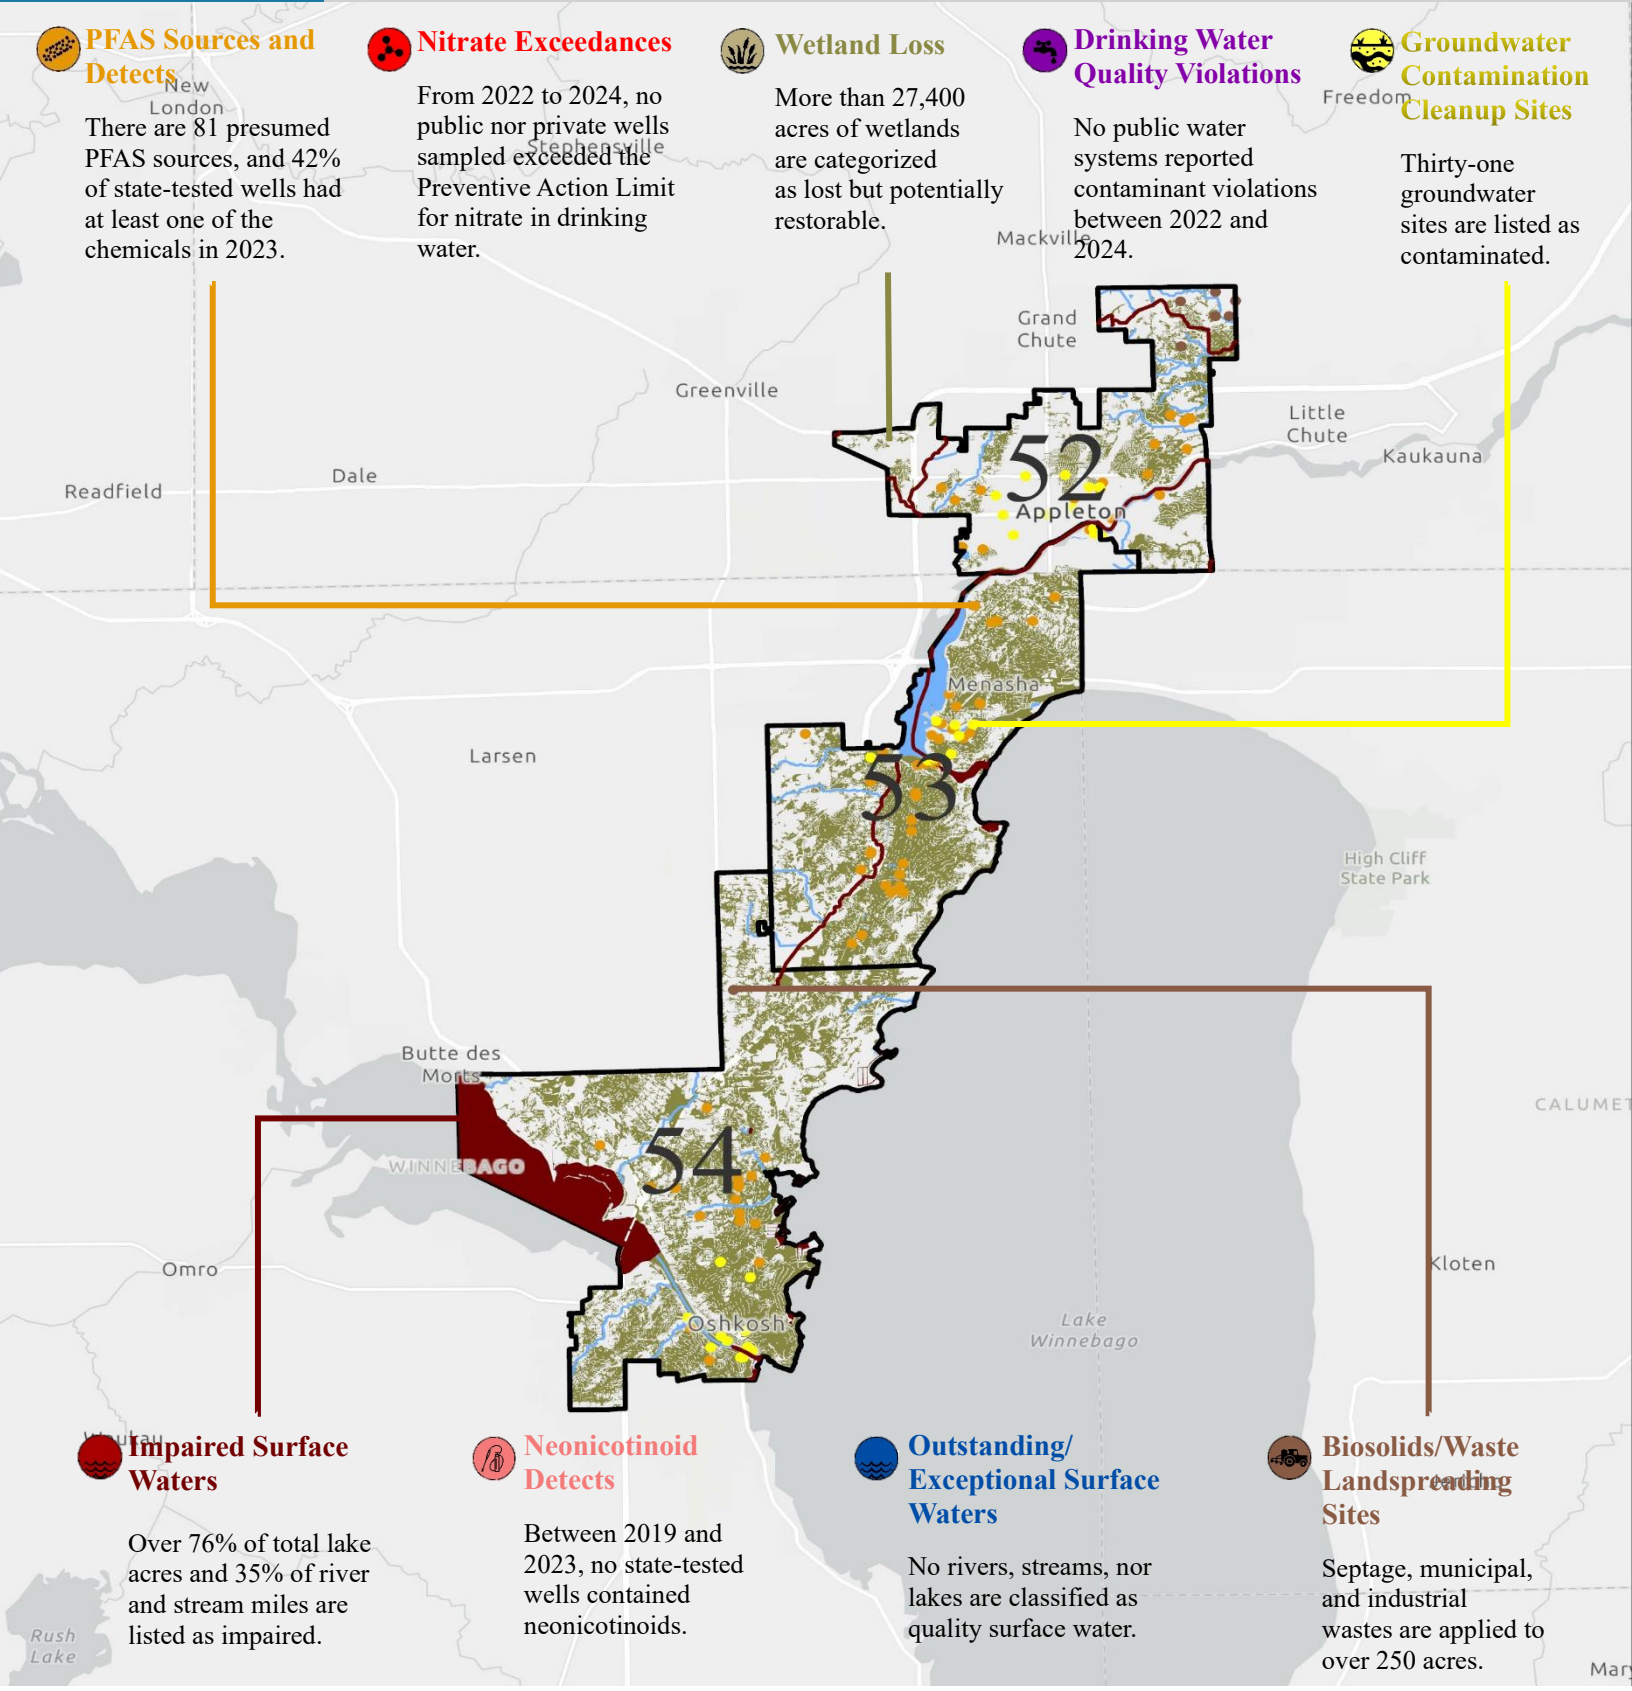 PFAS Sources and
Detects
There are 81 presumed
PFAS sources, and 42%
of state-tested wells had
at least one of the
chemicals in 2023.
Nitrate Exceedances
From 2022 to 2024, no
public nor private wells
sampled exceeded the
Preventive Action Limit
for nitrate in drinking
water.
Wetland Loss
More than 27,400
acres of wetlands
are categorized
as lost but potentially
restorable.
Drinking Water
Quality Violations
No public water
systems reported
contaminant violations
between 2022 and
2024.
Groundwater
Contamination
Cleanup Sites
Thirty-one
groundwater
sites are listed as
contaminated.
New
London
Stephensville
Freedom
Mackville
Grand
Chute
Greenville
Little
Chute
Kaukauna
Dale
Readfield
52
Appleton
Menasha
Larsen
53
High Cliff
State Park
Butte des
Morts
CALUMET
WINNEBAGO
54
Omro
Kloten
Oshkosh
Lake
Winnebago
Waukau
Impaired Surface
Waters
Over 76% of total lake
acres and 35% of river
and stream miles are
listed as impaired.
Neonicotinoid
Detects
Between 2019 and
2023, no state-tested
wells contained
neonicotinoids.
Outstanding/
Exceptional Surface
Waters
No rivers, streams, nor
lakes are classified as
quality surface water.
Biosolids/Waste
Landspreading
Sites
Septage, municipal,
and industrial
wastes are applied to
over 250 acres.
Rush
Lake
Mary